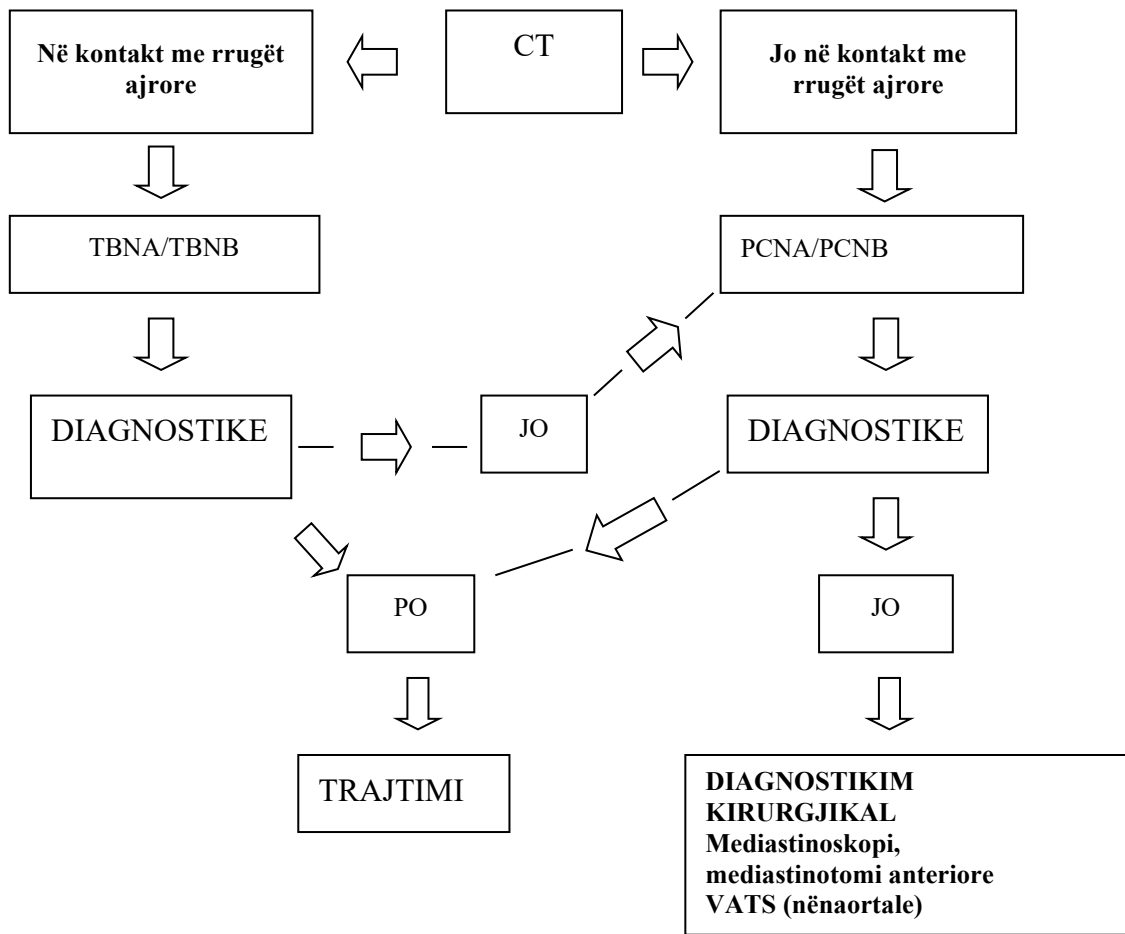 Në kontakt me rrugët
ajrore
CT
Jo në kontakt me
rrugët ajrore
TBNA/TBNB
PCNA/PCNB
DIAGNOSTIKE
JO
DIAGNOSTIKE
PO
JO
TRAJTIMI
DIAGNOSTIKIM
KIRURGJIKAL
Mediastinoskopi,
mediastinotomi anteriore
VATS (nënaortale)